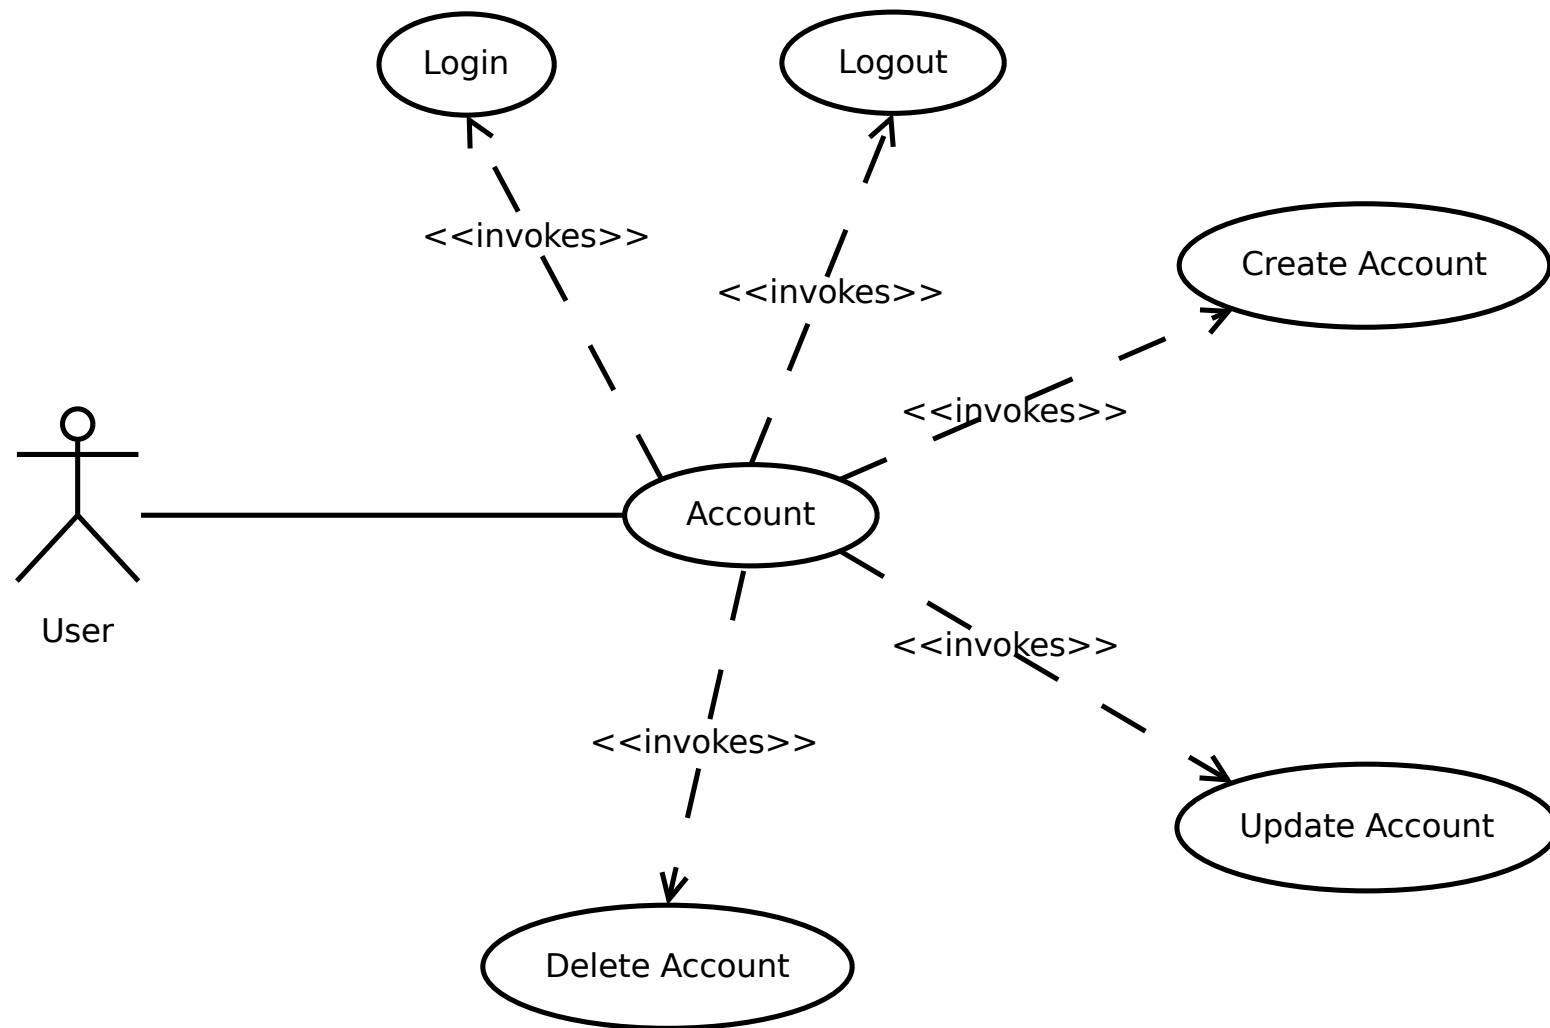 Login
Logout
<<invokes>>
Create Account
<<invokes>>
<<invokes>>
Account
User
<<invokes>>
<<invokes>>
Update Account
Delete Account